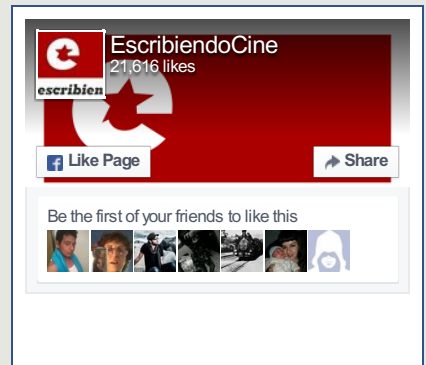 EscribiendoCine
21,616 likes
escribien
Like Page
Share
Be the first of your friends to like this